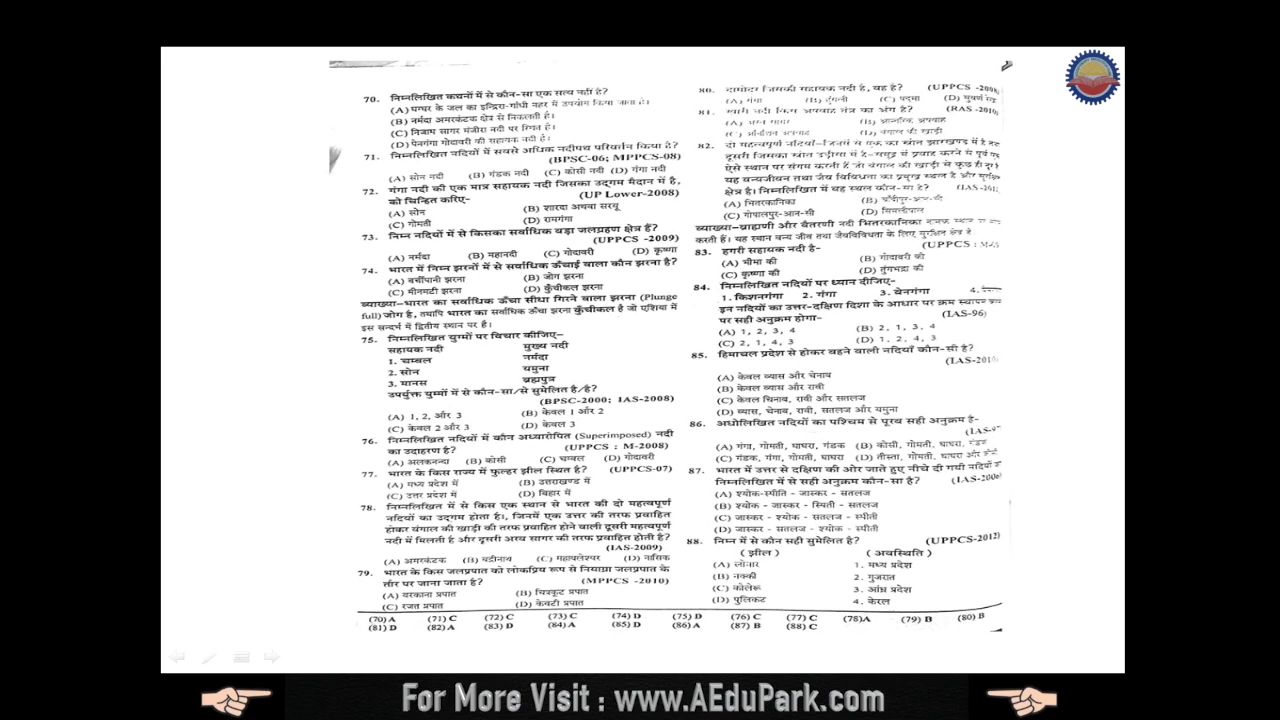 70. निम्नलिखित कथनों में से कौन-सा एक सत्य नहीं है?
(A) घग्घर के जल का इन्दिरा-गांधी नहर में उपयोग किया जाता है।
(B) नर्मदा अमरकंटक क्षेत्र से निकलती है।
(C) निजाम सागर मंजीरा नदी पर स्थित है।
(D) पेनगंगा गोदावरी की सहायक नदी है।
71. निम्नलिखित नदियों में सबसे अधिक नदीपथ परिवर्तन किया है?
(BPSC-06; MPPCS-08)
(A) सोन नदी (B) गंडक नदी (C) कोसी नदी (D) गंगा नदी
72. गंगा नदी की एक मात्र सहायक नदी जिसका उद्गम मैदान में है,
को चिन्हित करिए- (UP Lower-2008)
(A) सोन (B) शारदा अथवा सरयू
(C) गोमती (D) रामगंगा
73. निम्न नदियों में से किसका सर्वाधिक बड़ा जलग्रहण क्षेत्र है?
(UPPCS -2009)
(A) नर्मदा (B) महानदी (C) गोदावरी (D) कृष्णा
74. भारत में निम्न झरनों में से सर्वाधिक ऊँचाई वाला कौन झरना है?
(A) बर्चीपानी झरना (B) जोग झरना
(C) मीनमटी झरना (D) कुँचीकल झरना
व्याख्या-भारत का सर्वाधिक ऊँचा सीधा गिरने वाला झरना (Plunge
full) जोग है, तथापि भारत का सर्वाधिक ऊँचा झरना कुँचीकल है जो एशिया में
इस सन्दर्भ में द्वितीय स्थान पर है।
75. निम्नलिखित युग्मों पर विचार कीजिए-
सहायक नदी मुख्य नदी
1. चम्बल नर्मदा
2. सोन यमुना
3. मानस ब्रह्मपुत्र
उपर्युक्त युग्मों में से कौन-सा/से सुमेलित है/है?
(BPSC-2000; IAS-2008)
(A) 1, 2, और 3 (B) केवल 1 और 2
(C) केवल 2 और 3 (D) केवल 3
76. निम्नलिखित नदियों में कौन अध्यारोपित (Superimposed) नदी
का उदाहरण है? (UPPCS : M-2008)
(A) अलकनन्दा (B) कोसी (C) चम्बल (D) गोदावरी
77. भारत के किस राज्य में फुल्हर झील स्थित है? (UPPCS-07)
(A) मध्य प्रदेश में (B) उत्तराखण्ड में
(C) उत्तर प्रदेश में (D) बिहार में
78. निम्नलिखित में से किस एक स्थान से भारत की दो महत्वपूर्ण
नदियों का उद्गम होता है।, जिनमें एक उत्तर की तरफ प्रवाहित
होकर बंगाल की खाड़ी की तरफ प्रवाहित होने वाली दूसरी महत्वपूर्ण
नदी में मिलती है और दूसरी अरब सागर की तरफ प्रवाहित होती है?
(IAS-2009)
(A) अमरकंटक (B) बद्रीनाथ (C) महाबलेश्वर (D) नासिक
79. भारत के किस जलप्रपात को लोकप्रिय रूप से नियाग्रा जलप्रपात के
तौर पर जाना जाता है? (MPPCS -2010)
(A) बरकाना प्रपात (B) चित्रकूट प्रपात
(C) रजत प्रपात (D) केवटी प्रपात
80. दामोदर जिसकी सहायक नदी है, वह है? (UPPCS -2008)
(A) गंगा (B) हुगली (C) पद्मा (D) सुवर्ण
81. नदी किस अपवाह तंत्र का अंग है? (RAS -2010)
82. दो महत्वपूर्ण नदियाँ-जिनमें से एक का स्रोत झारखण्ड में है
दूसरी जिसका स्रोत उड़ीसा में है-समुद्र में प्रवाह करने से पूर्व एक
ऐसे स्थान पर संगम करती हैं जो बंगाल की खाड़ी से कुछ ही दूर
यह वन्यजीवन तथा जैव विविधता का प्रमुख स्थल है और
क्षेत्र है। निम्नलिखित में वह स्थल कौन-सा है?
(A) भितरकानिका (B) चाँदीपुर-आन-सी
(C) गोपालपुर-आन-सी (D) सिमलीपाल
व्याख्या-ब्राह्मणी और बैतरणी नदी भितरकानिका नामक स्थान पर
करती हैं। यह स्थान वन्य जीव तथा जैवविविधता के लिए सुरक्षित क्षेत्र है
83. हगरी सहायक नदी है-
(A) भीमा की (B) गोदावरी की
(C) कृष्णा की (D) तुंगभद्रा की
84. निम्नलिखित नदियों पर ध्यान दीजिए-
1. किशनगंगा 2. गंगा 3. वेनगंगा 4.
इन नदियों का उत्तर-दक्षिण दिशा के आधार पर क्रम
पर सही अनुक्रम होगा- (IAS-96)
(A) 1, 2, 3, 4 (B) 2, 1, 3, 4
(C) 2, 1, 4, 3 (D) 1, 2, 4, 3
85. हिमाचल प्रदेश से होकर बहने वाली नदियाँ कौन-सी है?
(IAS-2010)
(A) केवल व्यास और चेनाब
(B) केवल व्यास और रावी
(C) केवल चिनाब, रावी और सतलज
(D) व्यास, चेनाब, रावी, सतलज और यमुना
86. अधोलिखित नदियों का पश्चिम से पूरब सही अनुक्रम है-
(A) गंगा, गोमती, घाघरा, गंडक (B) कोसी, गोमती, घाघरा, गंडक
(C) गंडक, गंगा, गोमती, घाघरा (D) तीस्ता, गोमती, घाघरा और
87. भारत में उत्तर से दक्षिण की ओर जाते हुए नीचे दी गयी नदियों
निम्नलिखित में से सही अनुक्रम कौन-सा है? (IAS-2006)
(A) श्योक-स्पीति - जास्कर - सतलज
(B) श्योक - जास्कर - स्पिती - सतलज
(C) जास्कर - श्योक - सतलज - स्पीती
(D) जास्कर - सतलज - श्योक - स्पीती
88. निम्न में से कौन सही सुमेलित है? (UPPCS-2012)
(झील) (अवस्थिति)
(A) लोनार 1. मध्य प्रदेश
(B) नक्की 2. गुजरात
(C) कोलेरू 3. आंध्र प्रदेश
(D) पुलिकट 4. केरल
(70) A (71) C (72) C (73) C (74) D (75) D (76) C (77) C (78)A (79) B (80) B
(81) D (82) A (83) D (84) A (85) D (86) A (87) B (88) C
For More Visit : www.AEduPark.com